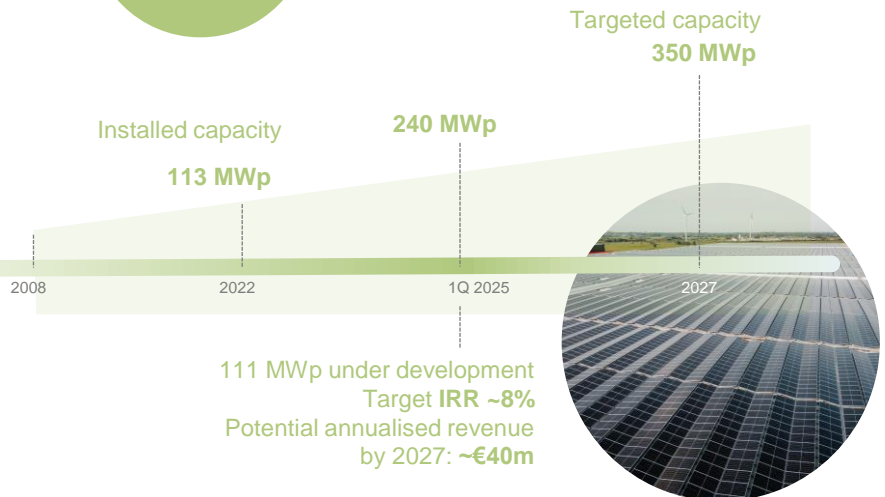 Targeted capacity
350 MWp
Installed capacity
240 MWp
113 MWp
2008
2022
1Q 2025
2027
111 MWp under development
Target IRR ~8%
Potential annualised revenue
by 2027: ~€40m